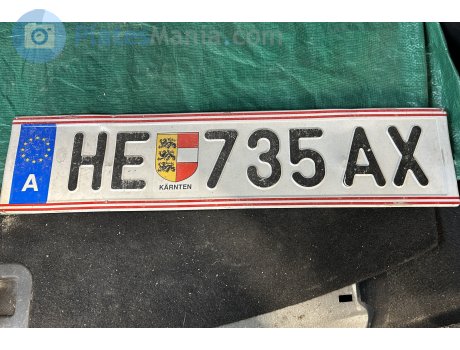 PlatesMania.com
A HE 735 AX
KÄRNTEN